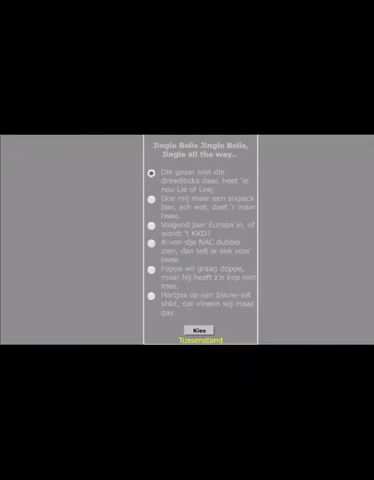 Jingle Bells Jingle Bells,
Jingle all the way..
Die gozer met die
dreadlocks daar, heet 'ie
nou Lie of Leej
Doe mij maar een sixpack
bier, ach wat, doet 'r maar
twee.
Volgend jaar Europa in, of
wordt 't KKD?
A-von-dje NAC dubbel
zien, dan telt ie ook voor
twee.
Foppe wil graag doppe,
maar hij heeft z'n kop niet
mee.
Hartjes op een blauw-wit
shirt, dat vinden wij maar
gay
Kies
Tussenstand